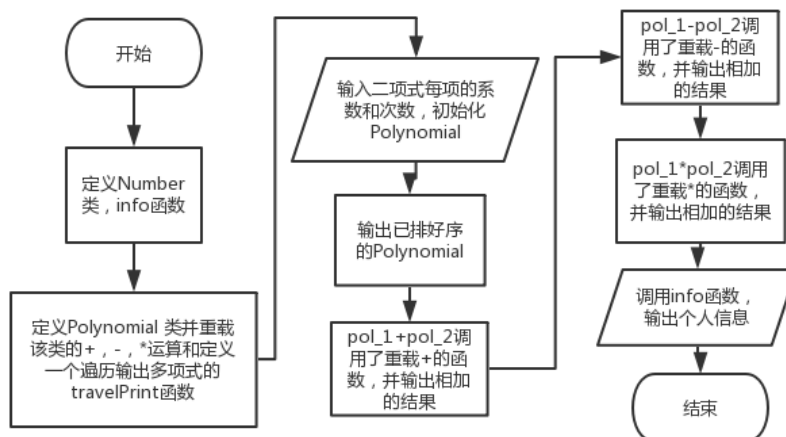 开始
定义Number
类，info函数
定义Polynomial 类并重载
该类的+，-，*运算和定义
一个遍历输出多项式的
travelPrint函数
输入二项式每项的系
数和次数，初始化
Polynomial
输出已排好序
的Polynomial
pol_1+pol_2调
用了重载+的函
数，并输出相加
的结果
pol_1-pol_2调
用了重载-的函
数，并输出相加
的结果
pol_1*pol_2调用
了重载*的函数，
并输出相加的结果
调用info函数，
输出个人信息
结束